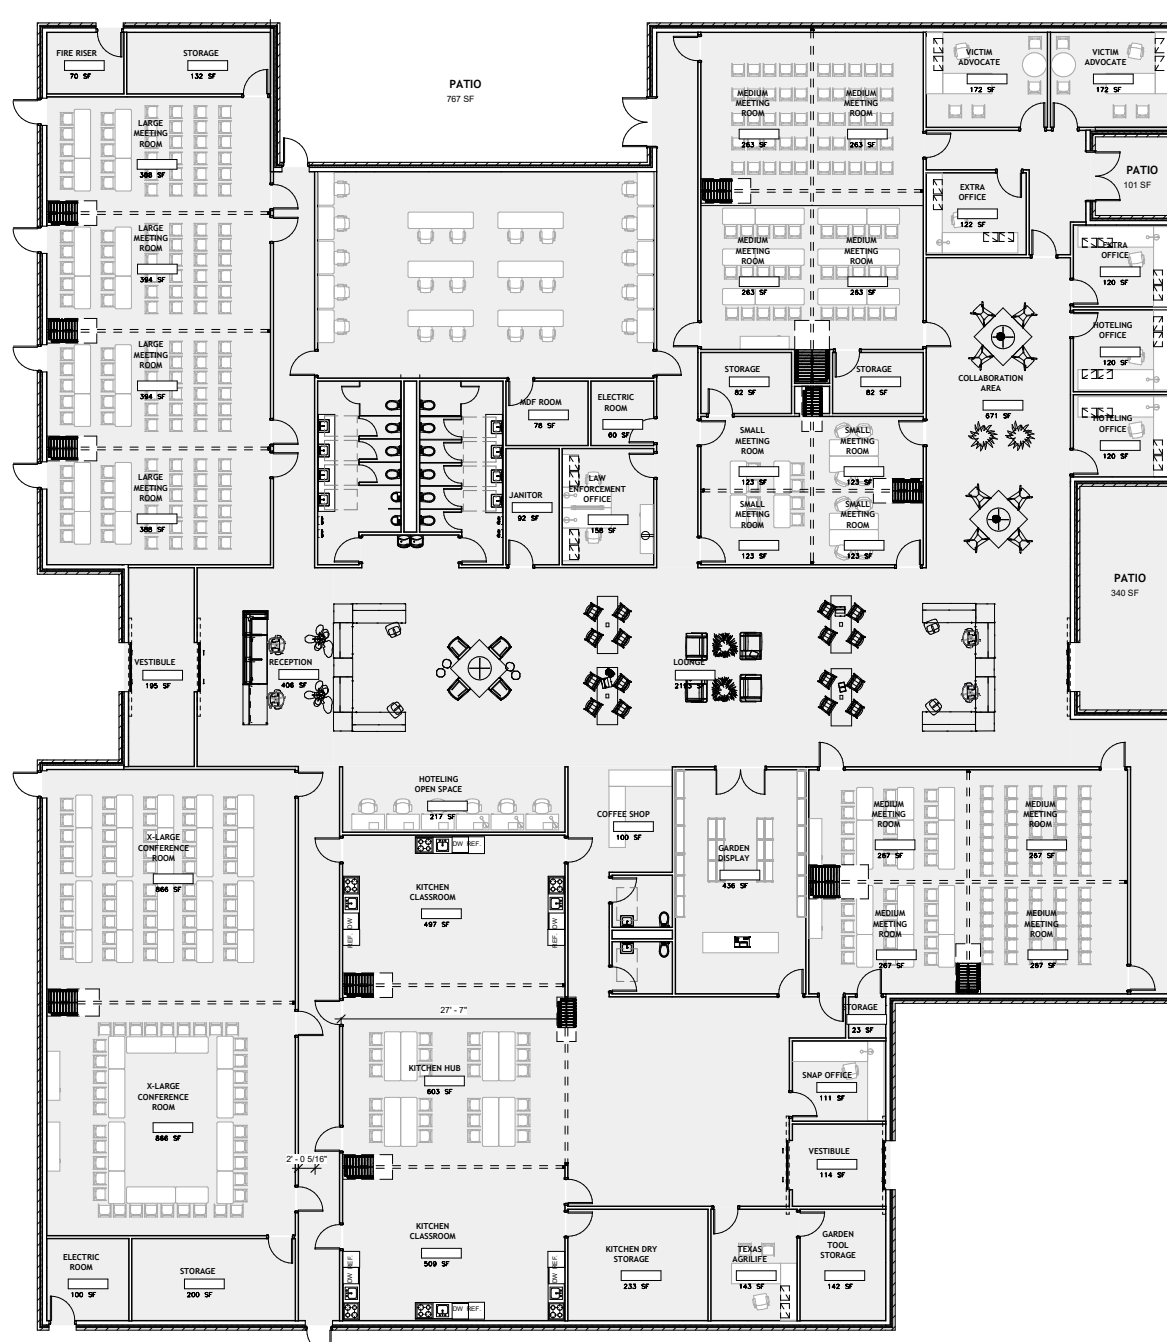 FIRE RISER
70 SF
STORAGE
132 SF
PATIO
767 SF
VICTIM
ADVOCATE
172 SF
VICTIM
ADVOCATE
172 SF
LARGE
MEETING
ROOM
388 SF
MEDIUM
MEETING
ROOM
263 SF
MEDIUM
MEETING
ROOM
263 SF
PATIO
101 SF
EXTRA
OFFICE
122 SF
LARGE
MEETING
ROOM
394 SF
MEDIUM
MEETING
ROOM
263 SF
MEDIUM
MEETING
ROOM
263 SF
EXTRA
OFFICE
120 SF
LARGE
MEETING
ROOM
394 SF
HOTELING
OFFICE
120 SF
STORAGE
82 SF
STORAGE
82 SF
COLLABORATION
AREA
671 SF
MDF ROOM
78 SF
ELECTRIC
ROOM
60 SF
HOTELING
OFFICE
120 SF
LARGE
MEETING
ROOM
388 SF
JANITOR
92 SF
LAW
ENFORCEMENT
OFFICE
158 SF
SMALL
MEETING
ROOM
123 SF
SMALL
MEETING
ROOM
123 SF
SMALL
MEETING
ROOM
123 SF
SMALL
MEETING
ROOM
123 SF
PATIO
340 SF
VESTIBULE
195 SF
RECEPTION
406 SF
LOUNGE
HOTELING
OPEN SPACE
217 SF
COFFEE SHOP
100 SF
GARDEN
DISPLAY
436 SF
MEDIUM
MEETING
ROOM
267 SF
MEDIUM
MEETING
ROOM
267 SF
X-LARGE
CONFERENCE
ROOM
866 SF
DW REF.
KITCHEN
CLASSROOM
497 SF
REF. DW
REF. DW
MEDIUM
MEETING
ROOM
267 SF
MEDIUM
MEETING
ROOM
267 SF
27' - 7"
STORAGE
23 SF
KITCHEN HUB
603 SF
SNAP OFFICE
111 SF
X-LARGE
CONFERENCE
ROOM
866 SF
2' - 0 5/16"
VESTIBULE
114 SF
KITCHEN
CLASSROOM
509 SF
DW REF.
DW REF.
DW REF.
ELECTRIC
ROOM
100 SF
STORAGE
200 SF
KITCHEN DRY
STORAGE
233 SF
TEXAS
AGRILIFE
143 SF
GARDEN
TOOL
STORAGE
142 SF